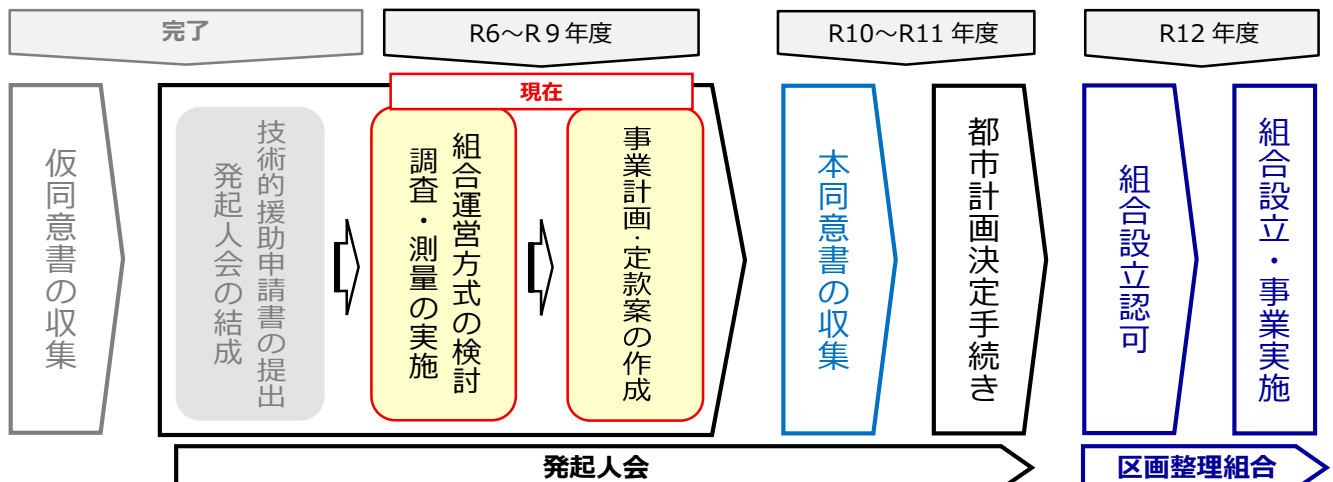 完了
R6～R９年度
R10～R11 年度
R12 年度
現在
仮同意書の収集
技術的援助申請書の提出
発起人会の結成
組合運営方式の検討
調査・測量の実施
事業計画・定款案の作成
本同意書の収集
都市計画決定手続き
組合設立認可
組合設立・事業実施
発起人会
区画整理組合